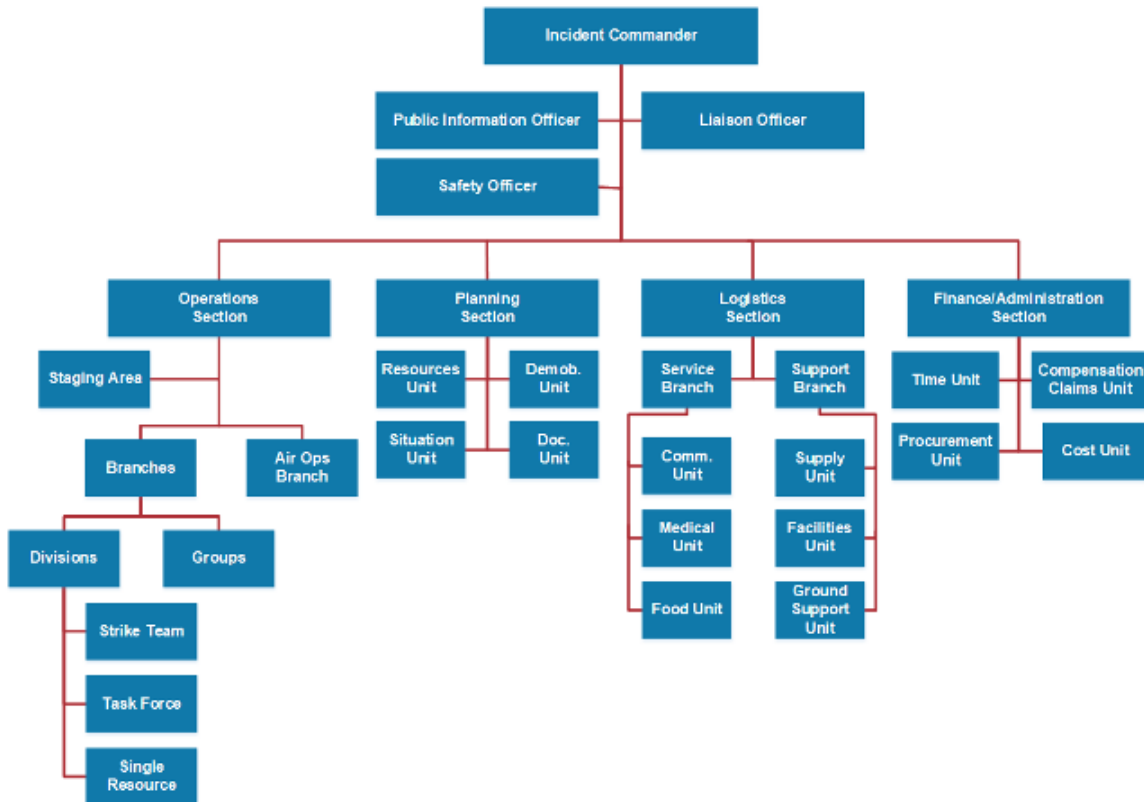 Incident Commander
Public Information Officer
Liaison Officer
Safety Officer
Operations
Section
Planning
Section
Logistics
Section
Finance/Administration
Section
Staging Area
Resources
Unit
Demob.
Unit
Service
Branch
Support
Branch
Time Unit
Compensation
Claims Unit
Branches
Air Ops
Branch
Situation
Unit
Doc.
Unit
Comm.
Unit
Supply
Unit
Procurement
Unit
Cost Unit
Divisions
Groups
Medical
Unit
Facilities
Unit
Strike Team
Food Unit
Ground
Support
Unit
Task Force
Single
Resource